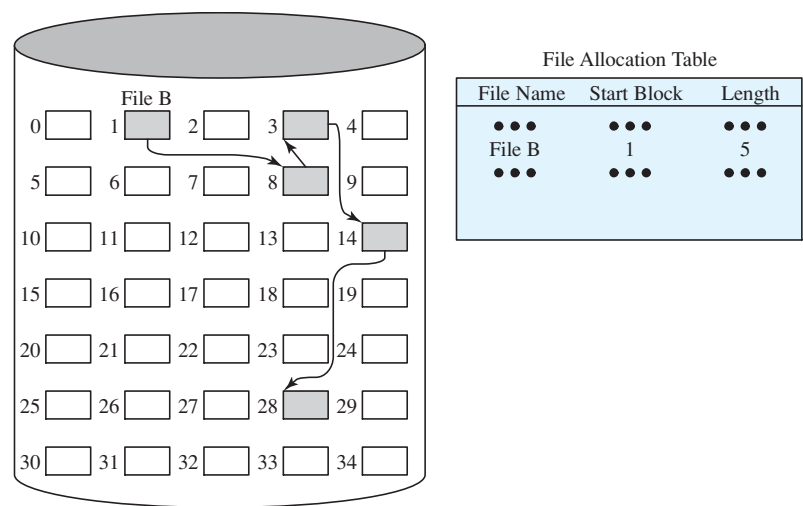 File Allocation Table
File Name Start Block Length
••• ••• •••
File B 1 5
••• ••• •••
File B
0 1 2 3 4
5 6 7 8 9
10 11 12 13 14
15 16 17 18 19
20 21 22 23 24
25 26 27 28 29
30 31 32 33 34